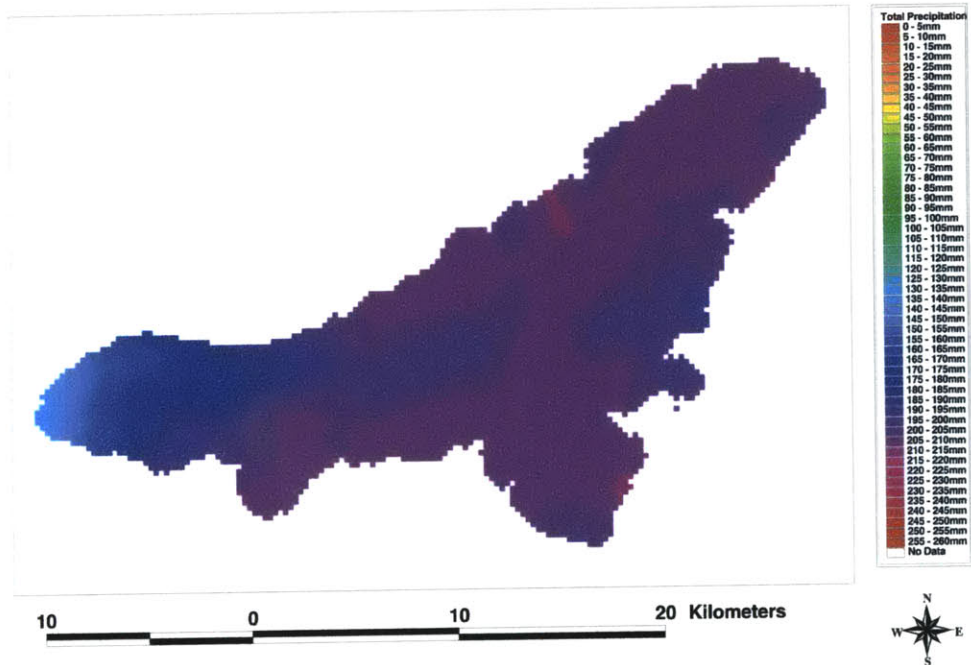 Total Precipitation
0 - 5mm
5 - 10mm
10 - 15mm
15 - 20mm
20 - 25mm
25 - 30mm
30 - 35mm
35 - 40mm
40 - 45mm
45 - 50mm
50 - 55mm
55 - 60mm
60 - 65mm
65 - 70mm
70 - 75mm
75 - 80mm
80 - 85mm
85 - 90mm
90 - 95mm
95 - 100mm
100 - 105mm
105 - 110mm
110 - 115mm
115 - 120mm
120 - 125mm
125 - 130mm
130 - 135mm
135 - 140mm
140 - 145mm
145 - 150mm
150 - 155mm
155 - 160mm
160 - 165mm
165 - 170mm
170 - 175mm
175 - 180mm
180 - 185mm
185 - 190mm
190 - 195mm
195 - 200mm
200 - 205mm
205 - 210mm
210 - 215mm
215 - 220mm
220 - 225mm
225 - 230mm
230 - 235mm
235 - 240mm
240 - 245mm
245 - 250mm
250 - 255mm
255 - 260mm
No Data
10 0 10 20 Kilometers
N
W E
S